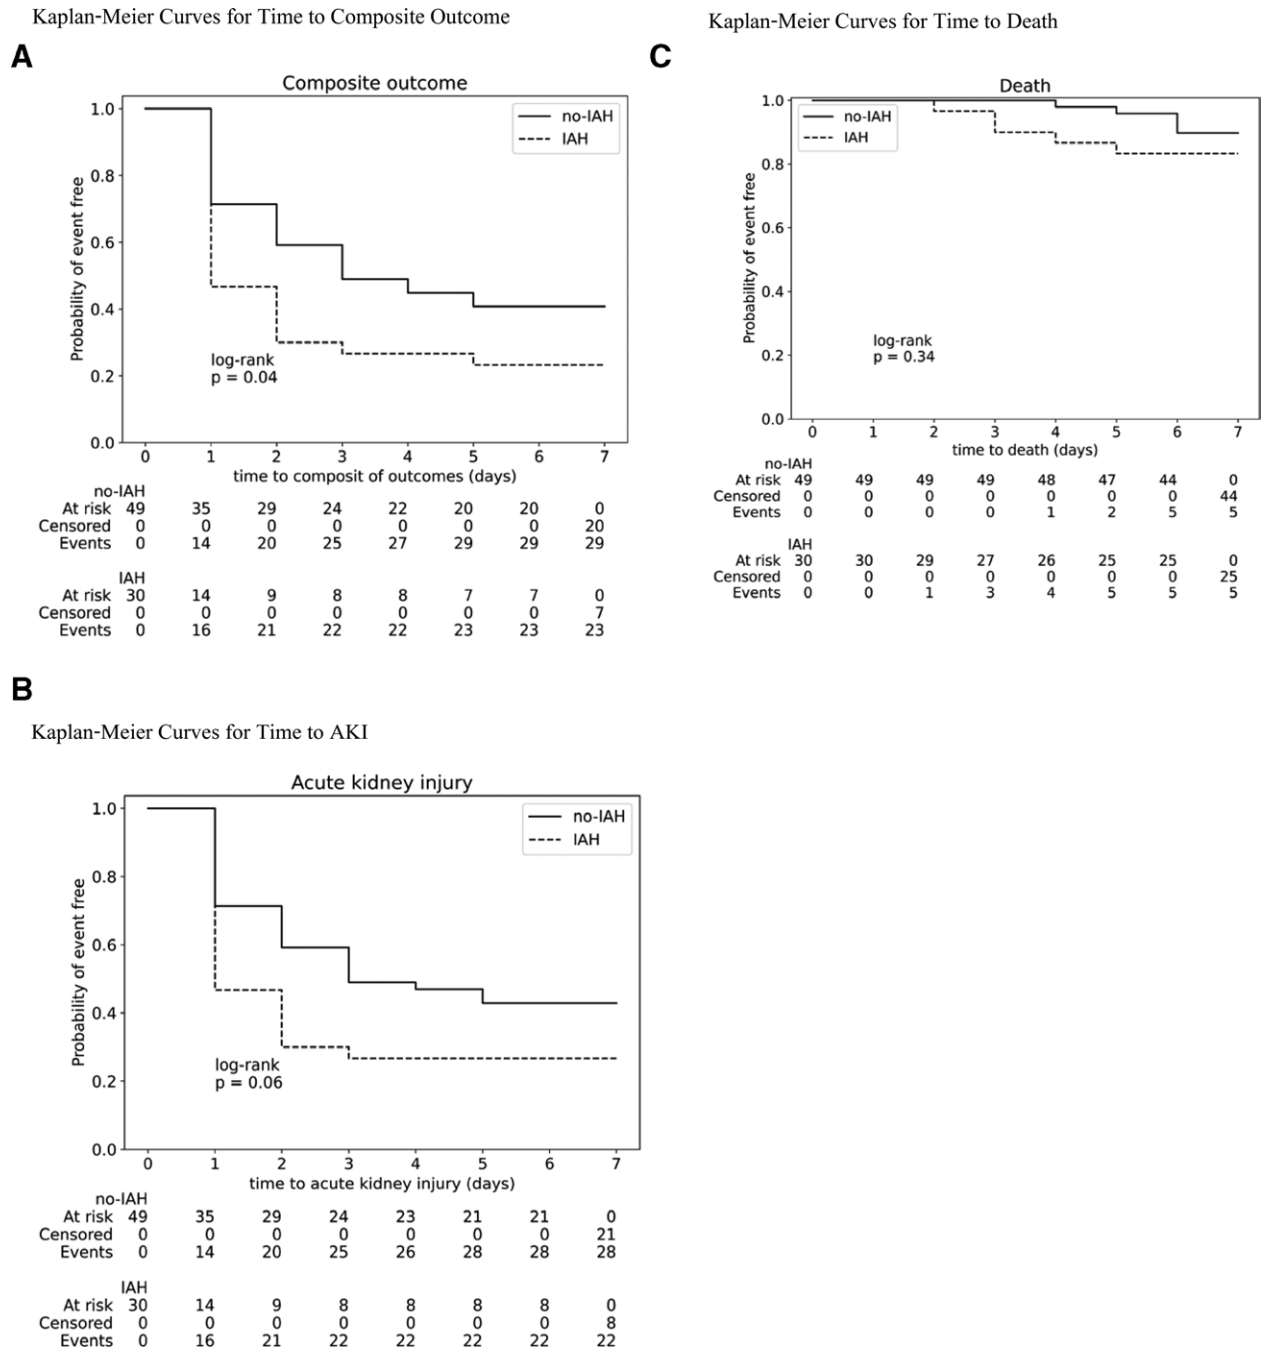 Kaplan-Meier Curves for Time to Composite Outcome
A
Composite outcome
no-IAH
IAH
1.0
0.8
0.6
0.4
0.2
0.0
Probability of event free
log-rank
p = 0.04
0 1 2 3 4 5 6 7
time to composit of outcomes (days)
no-IAH
At risk 49 35 29 24 22 20 20 0
Censored 0 0 0 0 0 0 0 20
Events 0 14 20 25 27 29 29 29
IAH
At risk 30 14 9 8 8 7 7 0
Censored 0 0 0 0 0 0 0 7
Events 0 16 21 22 22 23 23 23
B
Kaplan-Meier Curves for Time to AKI
Acute kidney injury
no-IAH
IAH
1.0
0.8
0.6
0.4
0.2
0.0
Probability of event free
log-rank
p = 0.06
0 1 2 3 4 5 6 7
time to acute kidney injury (days)
no-IAH
At risk 49 35 29 24 23 21 21 0
Censored 0 0 0 0 0 0 0 21
Events 0 14 20 25 26 28 28 28
IAH
At risk 30 14 9 8 8 8 8 0
Censored 0 0 0 0 0 0 0 8
Events 0 16 21 22 22 22 22 22
Kaplan-Meier Curves for Time to Death
C
Death
no-IAH
IAH
1.0
0.8
0.6
0.4
0.2
0.0
Probability of event free
log-rank
p = 0.34
0 1 2 3 4 5 6 7
time to death (days)
no-IAH
At risk 49 49 49 49 48 47 44 0
Censored 0 0 0 0 0 0 0 44
Events 0 0 0 0 1 2 5 5
IAH
At risk 30 30 29 27 26 25 25 0
Censored 0 0 0 0 0 0 0 25
Events 0 0 1 3 4 5 5 5